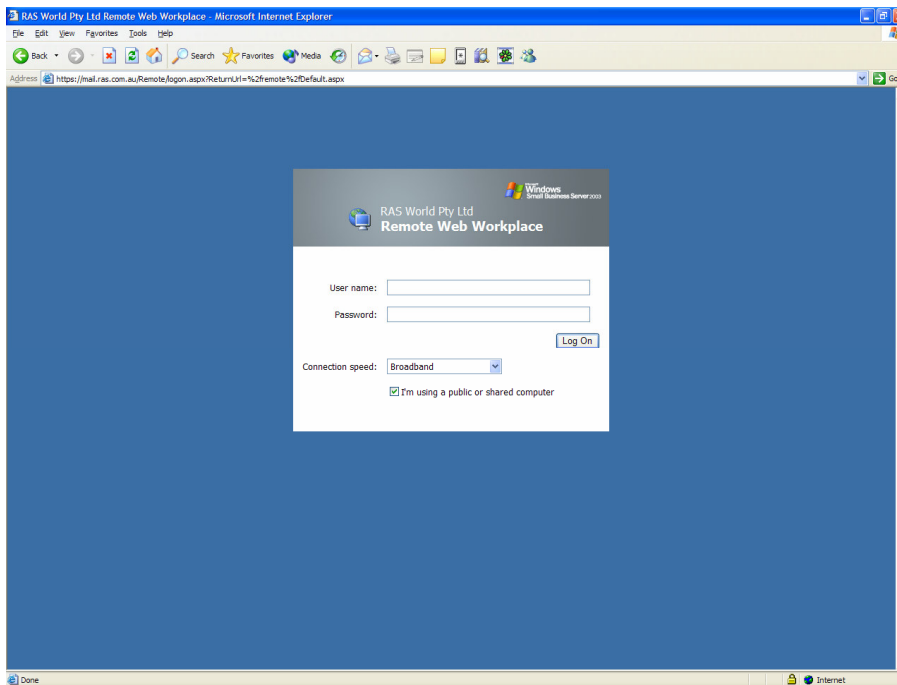 RAS World Pty Ltd Remote Web Workplace - Microsoft Internet Explorer
File Edit View Favorites Tools Help
Back Search Favorites Media
Address https://mail.ras.com.au/Remote/logon.aspx?ReturnUrl=%2fremote%2fDefault.aspx Go
Microsoft
Windows
Small Business Server 2003
RAS World Pty Ltd
Remote Web Workplace
User name:
Password:
Log On
Connection speed: Broadband
I'm using a public or shared computer
Done Internet